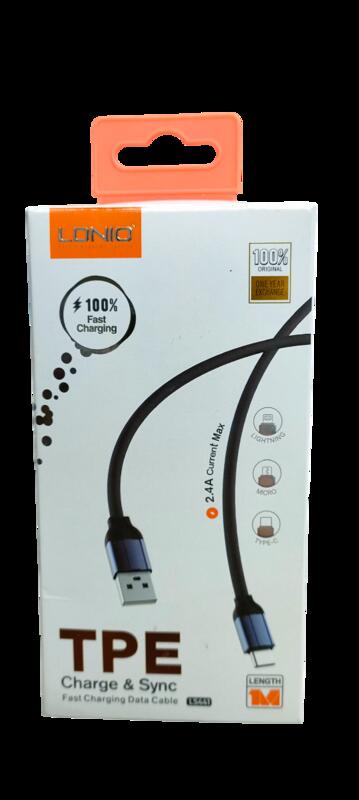 LDNIO
100%
ORIGINAL
ONE YEAR
EXCHANGE
100%
Fast
Charging
2.4A Current Max
LIGHTNING
MICRO
TYPE-C
TPE
Charge & Sync
Fast Charging Data Cable LS441
LENGTH
1M